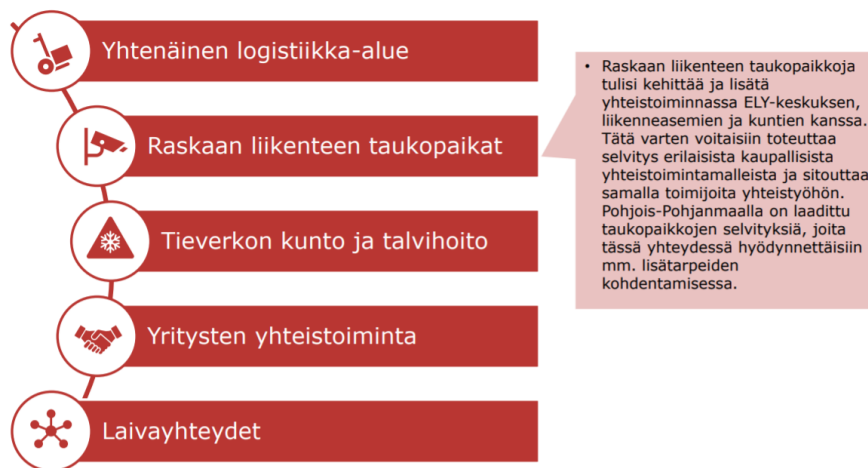 Yhtenäinen logistiikka-alue
Raskaan liikenteen taukopaikat
Tieverkon kunto ja talvihoito
Yritysten yhteistoiminta
Laivayhteydet
• Raskaan liikenteen taukopaikkoja
tulisi kehittää ja lisätä
yhteistoiminnassa ELY-keskuksen,
liikenneasemien ja kuntien kanssa.
Tätä varten voitaisiin toteuttaa
selvitys erilaisista kaupallisista
yhteistoimintamalleista ja sitouttaa
samalla toimijoita yhteistyöhön.
Pohjois-Pohjanmaalla on laadittu
taukopaikkojen selvityksiä, joita
tässä yhteydessä hyödynnettäisiin
mm. lisätarpeiden
kohdentamisessa.